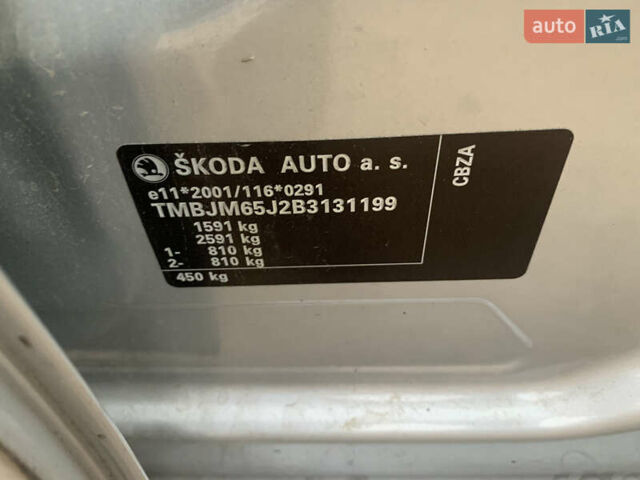 auto RIA
.com
ŠKODA AUTO a. s.
e11*2001/116*0291
TMBJM65J2B3131199
1591 kg
2591 kg
1- 810 kg
2- 810 kg
450 kg
CBZA